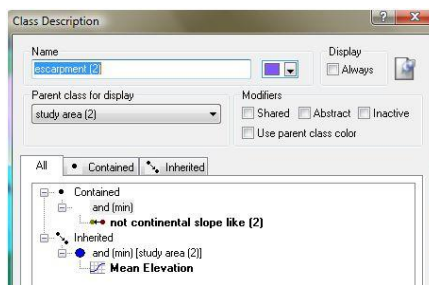 Class Description
Name
escarpment (2)
Display
Always
Parent class for display
study area (2)
Modifiers
Shared Abstract Inactive
Use parent class color
All Contained Inherited
Contained
and (min)
not continental slope like (2)
Inherited
and (min) [study area (2)]
Mean Elevation